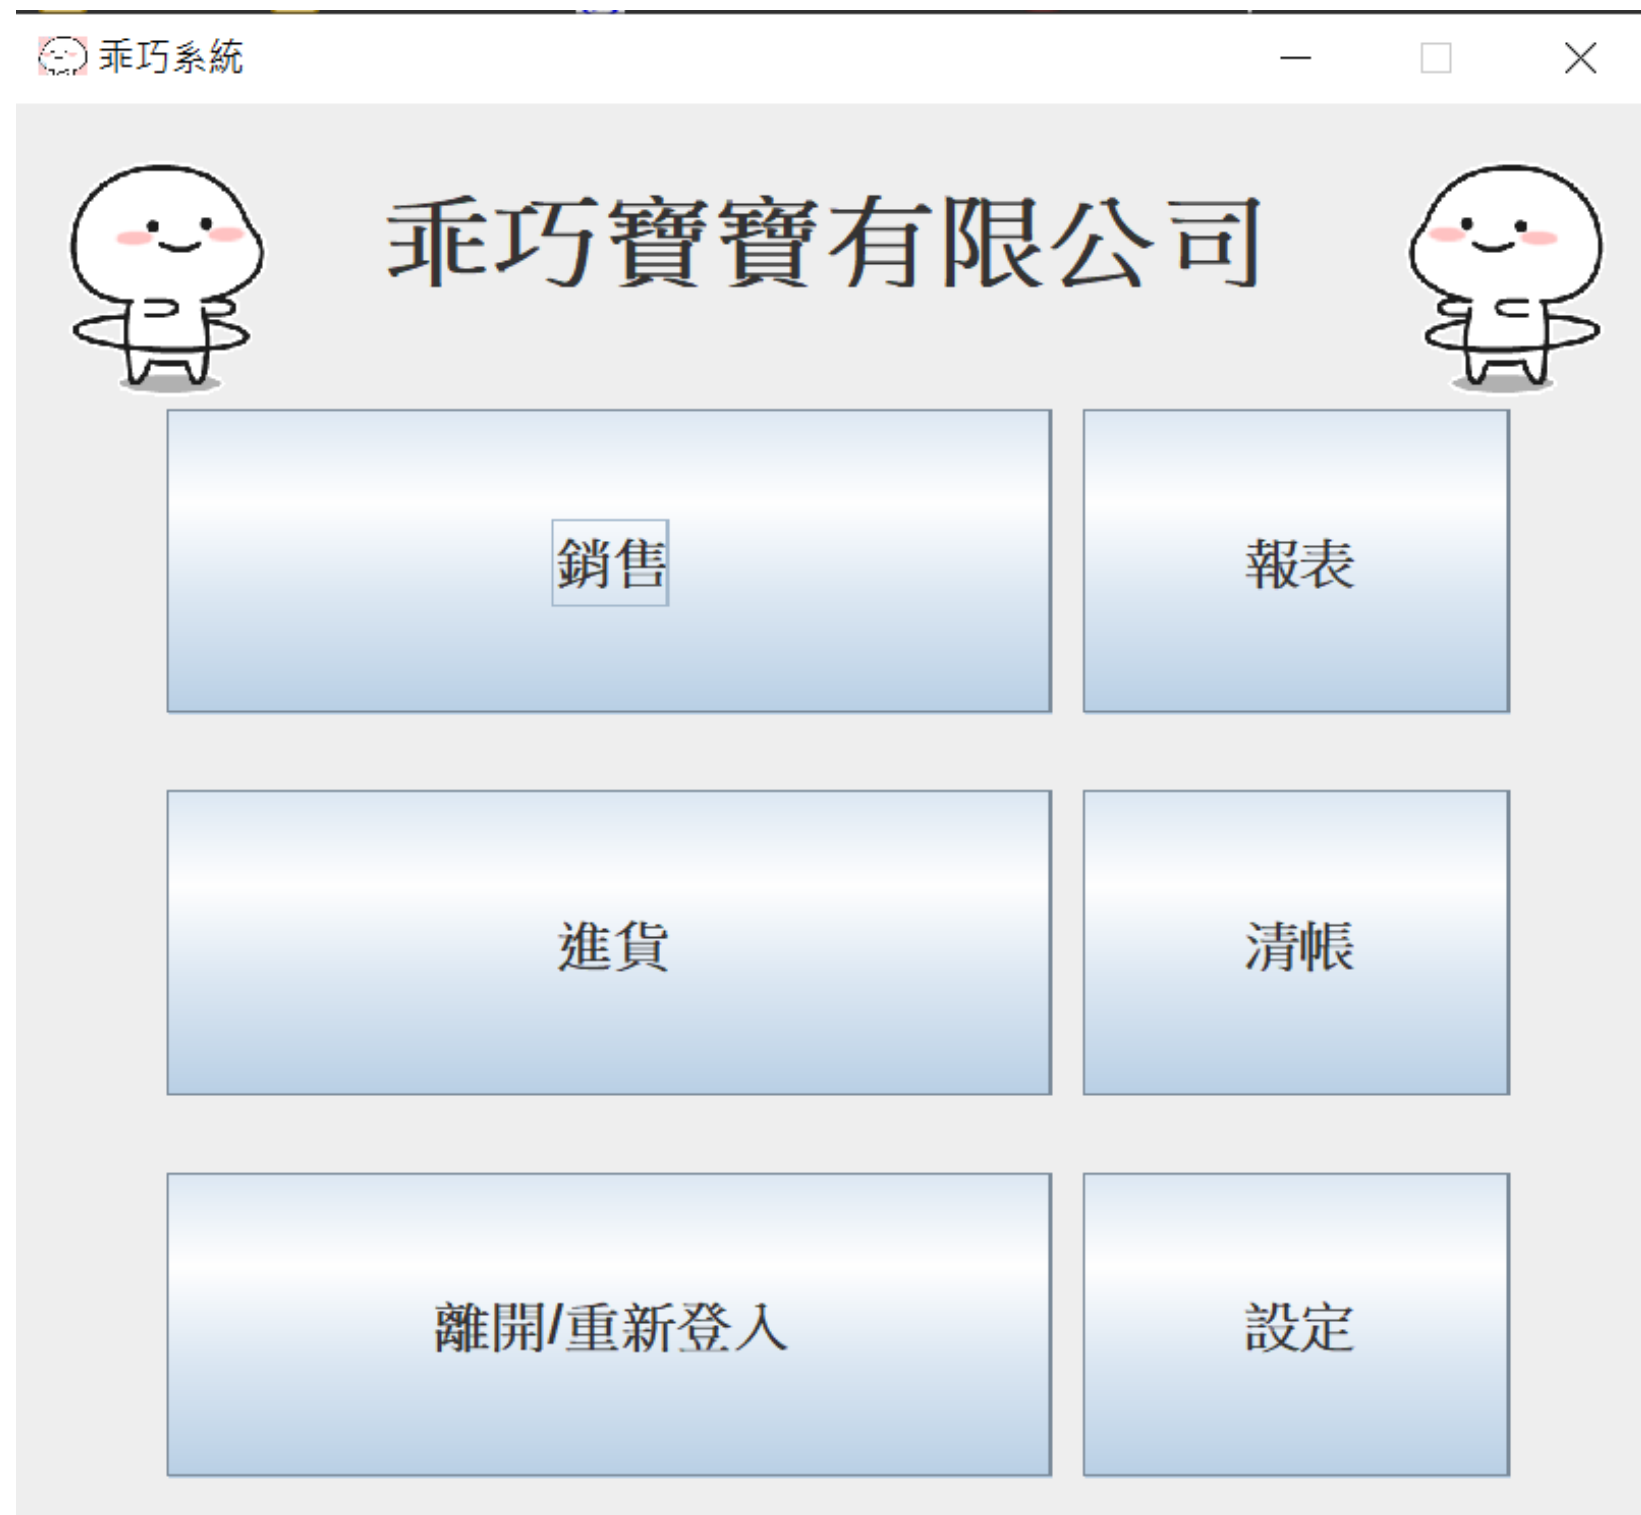 乖巧系統
乖巧寶寶有限公司
銷售
報表
進貨
清帳
離開/重新登入
設定